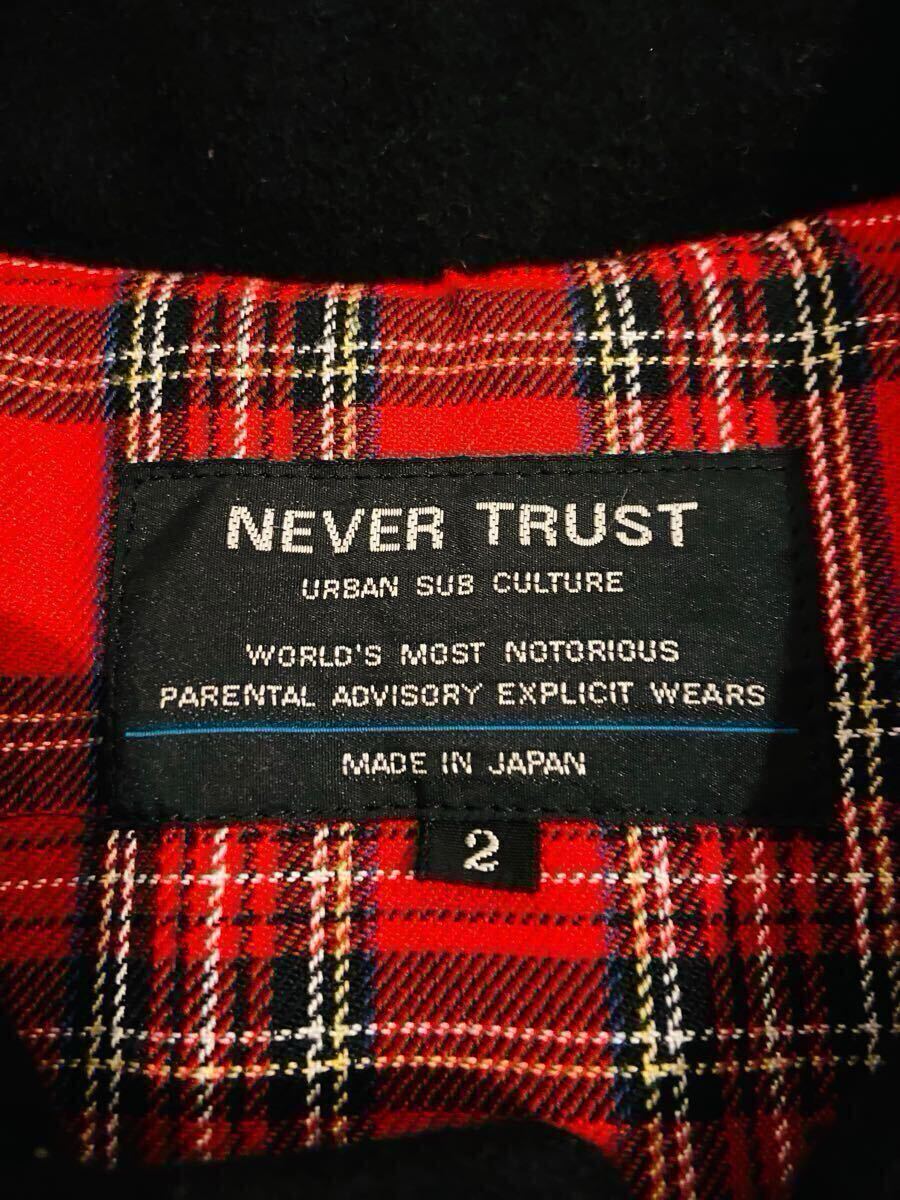 NEVER TRUST
URBAN SUB CULTURE
WORLD'S MOST NOTORIOUS
PARENTAL ADVISORY EXPLICIT WEARS
MADE IN JAPAN
2